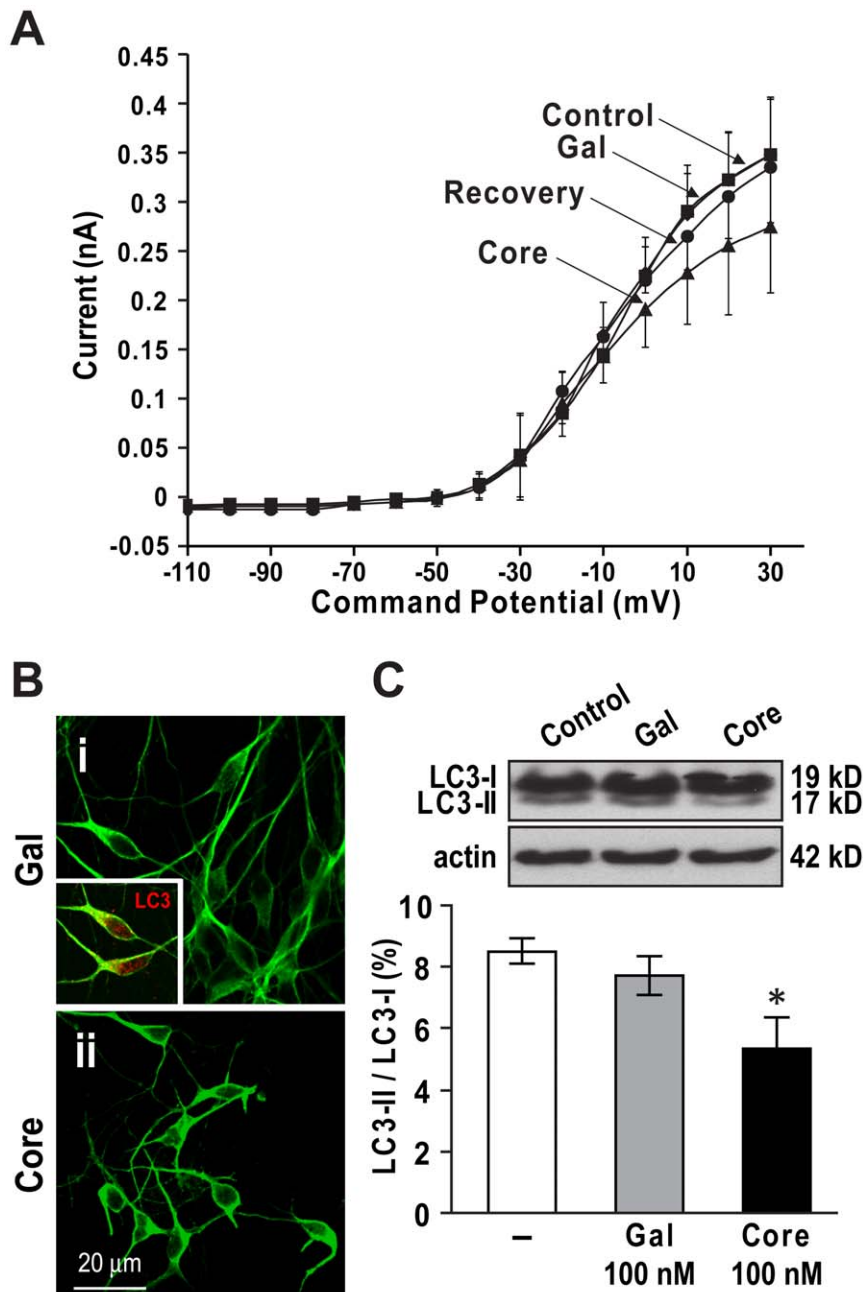 A
0.45
0.4
0.35
0.3
0.25
0.2
0.15
0.1
0.05
0
-0.05
Current (nA)
Control
Gal
Recovery
Core
-110 -90 -70 -50 -30 -10 10 30
Command Potential (mV)
B
Gal
i
LC3
Core
ii
20 µm
C
Control Gal Core
LC3-I 19 kD
LC3-II 17 kD
actin 42 kD
LC3-II / LC3-I (%)
10
8
6
4
2
0
*
– Gal Core
100 nM 100 nM